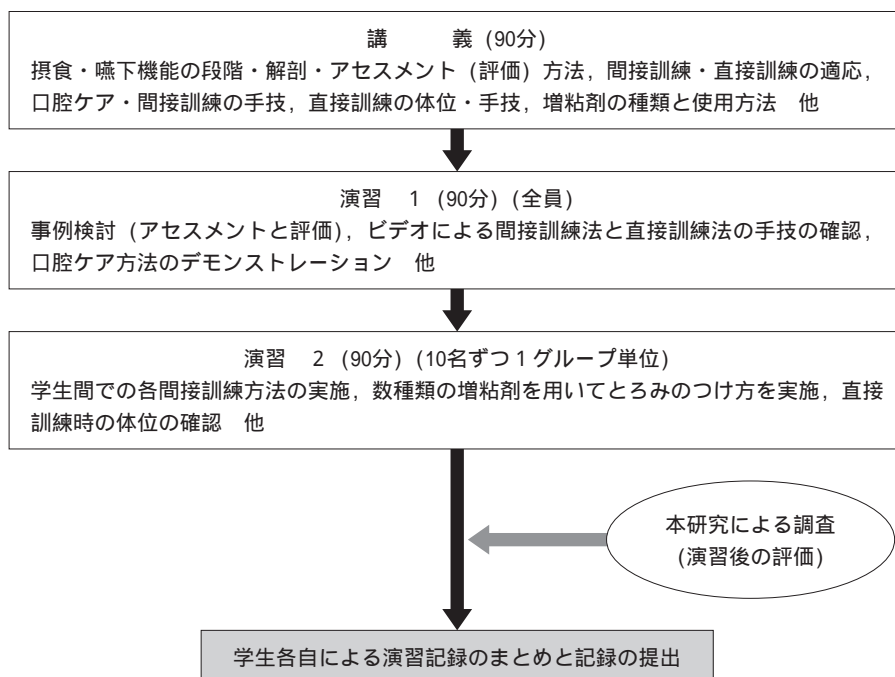 講　　義 (90分)
摂食・嚥下機能の段階・解剖・アセスメント (評価) 方法, 間接訓練・直接訓練の適応,
口腔ケア・間接訓練の手技, 直接訓練の体位・手技, 増粘剤の種類と使用方法　他
演習　1 (90分) (全員)
事例検討 (アセスメントと評価), ビデオによる間接訓練法と直接訓練法の手技の確認,
口腔ケア方法のデモンストレーション　他
演習　2 (90分) (10名ずつ1グループ単位)
学生間での各間接訓練方法の実施, 数種類の増粘剤を用いてとろみのつけ方を実施, 直接
訓練時の体位の確認　他
本研究による調査
(演習後の評価)
学生各自による演習記録のまとめと記録の提出